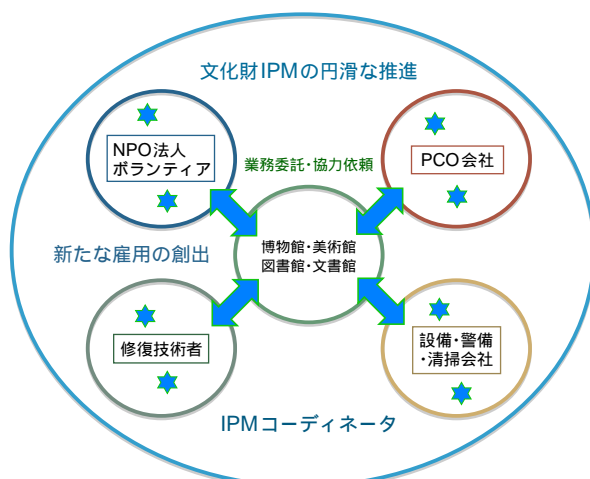 文化財IPMの円滑な推進
NPO法人
ボランティア
業務委託・協力依頼
PCO会社
博物館・美術館
図書館・文書館
新たな雇用の創出
修復技術者
設備・警備
・清掃会社
IPMコーディネータ